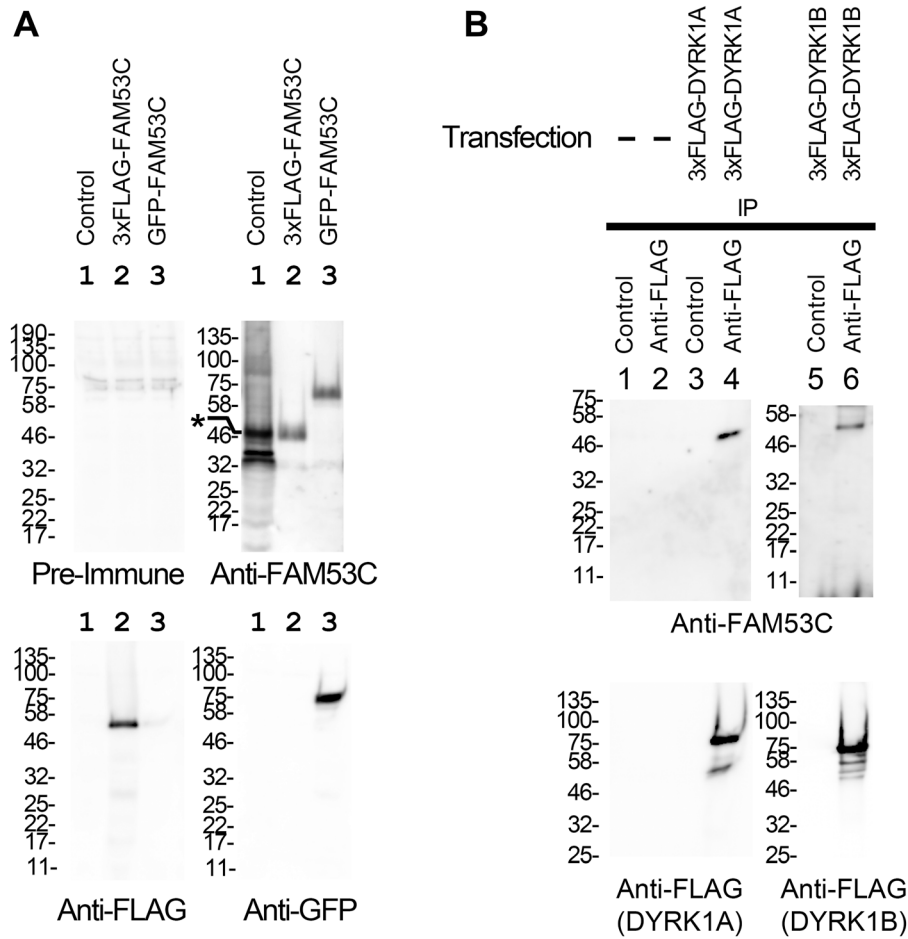 A
Control
3xFLAG-FAM53C
GFP-FAM53C
1 2 3
190-
135-
100-
75-
58-
46-
32-
25-
22-
17-
Pre-Immune
Control
3xFLAG-FAM53C
GFP-FAM53C
1 2 3
135-
100-
75-
58-
*
46-
32-
25-
22-
17-
Anti-FAM53C
1 2 3
135-
100-
75-
58-
46-
32-
25-
22-
17-
11-
Anti-FLAG
1 2 3
135-
100-
75-
58-
46-
32-
25-
22-
17-
11-
Anti-GFP
B
Transfection
– –
3xFLAG-DYRK1A
3xFLAG-DYRK1A
3xFLAG-DYRK1B
3xFLAG-DYRK1B
IP
Control
Anti-FLAG
Control
Anti-FLAG
Control
Anti-FLAG
1 2 3 4 5 6
75-
58-
46-
32-
25-
22-
17-
11-
58-
46-
32-
25-
22-
17-
11-
Anti-FAM53C
135-
100-
75-
58-
46-
32-
25-
Anti-FLAG
(DYRK1A)
135-
100-
75-
58-
46-
32-
25-
Anti-FLAG
(DYRK1B)